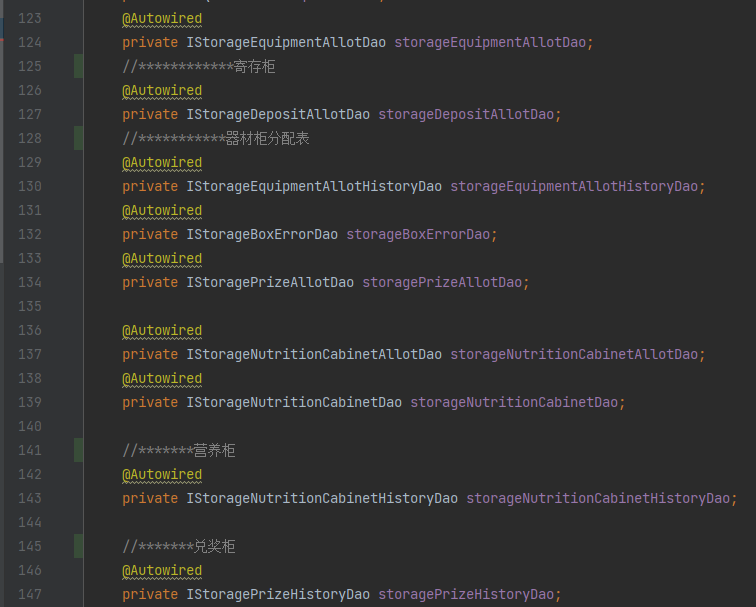 123 @Autowired
124 private IStorageEquipmentAllotDao storageEquipmentAllotDao;
125 //************寄存柜
126 @Autowired
127 private IStorageDepositAllotDao storageDepositAllotDao;
128 //***********器材柜分配表
129 @Autowired
130 private IStorageEquipmentAllotHistoryDao storageEquipmentAllotHistoryDao;
131 @Autowired
132 private IStorageBoxErrorDao storageBoxErrorDao;
133 @Autowired
134 private IStoragePrizeAllotDao storagePrizeAllotDao;
135
136 @Autowired
137 private IStorageNutritionCabinetAllotDao storageNutritionCabinetAllotDao;
138 @Autowired
139 private IStorageNutritionCabinetDao storageNutritionCabinetDao;
140
141 //*******营养柜
142 @Autowired
143 private IStorageNutritionCabinetHistoryDao storageNutritionCabinetHistoryDao;
144
145 //*******兑奖柜
146 @Autowired
147 private IStoragePrizeHistoryDao storagePrizeHistoryDao;